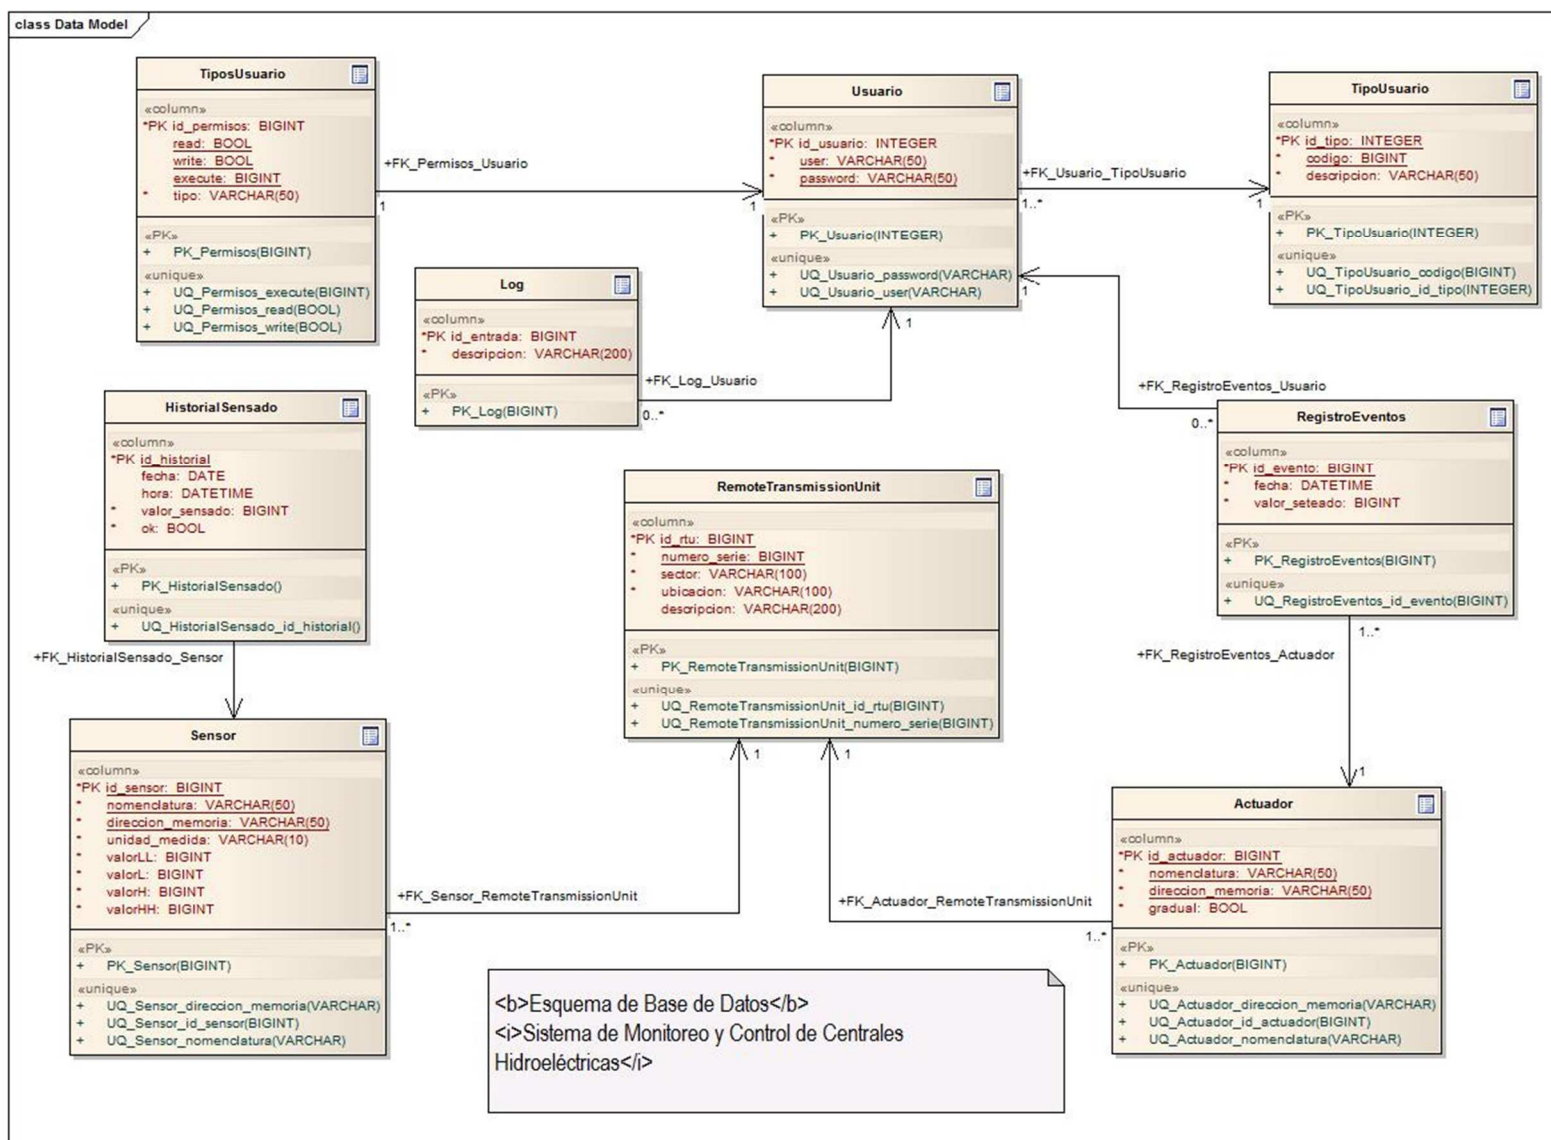 class Data Model
TiposUsuario
«column»
*PK id_permisos: BIGINT
read: BOOL
write: BOOL
execute: BIGINT
* tipo: VARCHAR(50)
«PK»
+ PK_Permisos(BIGINT)
«unique»
+ UQ_Permisos_execute(BIGINT)
+ UQ_Permisos_read(BOOL)
+ UQ_Permisos_write(BOOL)
+FK_Permisos_Usuario
1
1
Usuario
«column»
*PK id_usuario: INTEGER
* user: VARCHAR(50)
* password: VARCHAR(50)
«PK»
+ PK_Usuario(INTEGER)
«unique»
+ UQ_Usuario_password(VARCHAR)
+ UQ_Usuario_user(VARCHAR)
+FK_Usuario_TipoUsuario
1..*
1
TipoUsuario
«column»
*PK id_tipo: INTEGER
* codigo: BIGINT
* descripcion: VARCHAR(50)
«PK»
+ PK_TipoUsuario(INTEGER)
«unique»
+ UQ_TipoUsuario_codigo(BIGINT)
+ UQ_TipoUsuario_id_tipo(INTEGER)
Log
«column»
*PK id_entrada: BIGINT
* descripcion: VARCHAR(200)
«PK»
+ PK_Log(BIGINT)
+FK_Log_Usuario
0..*
1
1
+FK_RegistroEventos_Usuario
0..*
HistorialSensado
«column»
*PK id_historial
fecha: DATE
hora: DATETIME
* valor_sensado: BIGINT
* ok: BOOL
«PK»
+ PK_HistorialSensado()
«unique»
+ UQ_HistorialSensado_id_historial()
+FK_HistorialSensado_Sensor
RemoteTransmissionUnit
«column»
*PK id_rtu: BIGINT
* numero_serie: BIGINT
* sector: VARCHAR(100)
* ubicacion: VARCHAR(100)
descripcion: VARCHAR(200)
«PK»
+ PK_RemoteTransmissionUnit(BIGINT)
«unique»
+ UQ_RemoteTransmissionUnit_id_rtu(BIGINT)
+ UQ_RemoteTransmissionUnit_numero_serie(BIGINT)
1
1
RegistroEventos
«column»
*PK id_evento: BIGINT
* fecha: DATETIME
* valor_seteado: BIGINT
«PK»
+ PK_RegistroEventos(BIGINT)
«unique»
+ UQ_RegistroEventos_id_evento(BIGINT)
1..*
+FK_RegistroEventos_Actuador
1
Sensor
«column»
*PK id_sensor: BIGINT
* nomenclatura: VARCHAR(50)
* direccion_memoria: VARCHAR(50)
* unidad_medida: VARCHAR(10)
* valorLL: BIGINT
* valorL: BIGINT
* valorH: BIGINT
* valorHH: BIGINT
«PK»
+ PK_Sensor(BIGINT)
«unique»
+ UQ_Sensor_direccion_memoria(VARCHAR)
+ UQ_Sensor_id_sensor(BIGINT)
+ UQ_Sensor_nomenclatura(VARCHAR)
+FK_Sensor_RemoteTransmissionUnit
1..*
+FK_Actuador_RemoteTransmissionUnit
1..*
Actuador
«column»
*PK id_actuador: BIGINT
* nomenclatura: VARCHAR(50)
* direccion_memoria: VARCHAR(50)
* gradual: BOOL
«PK»
+ PK_Actuador(BIGINT)
«unique»
+ UQ_Actuador_direccion_memoria(VARCHAR)
+ UQ_Actuador_id_actuador(BIGINT)
+ UQ_Actuador_nomenclatura(VARCHAR)
<b>Esquema de Base de Datos</b>
<i>Sistema de Monitoreo y Control de Centrales
Hidroeléctricas</i>